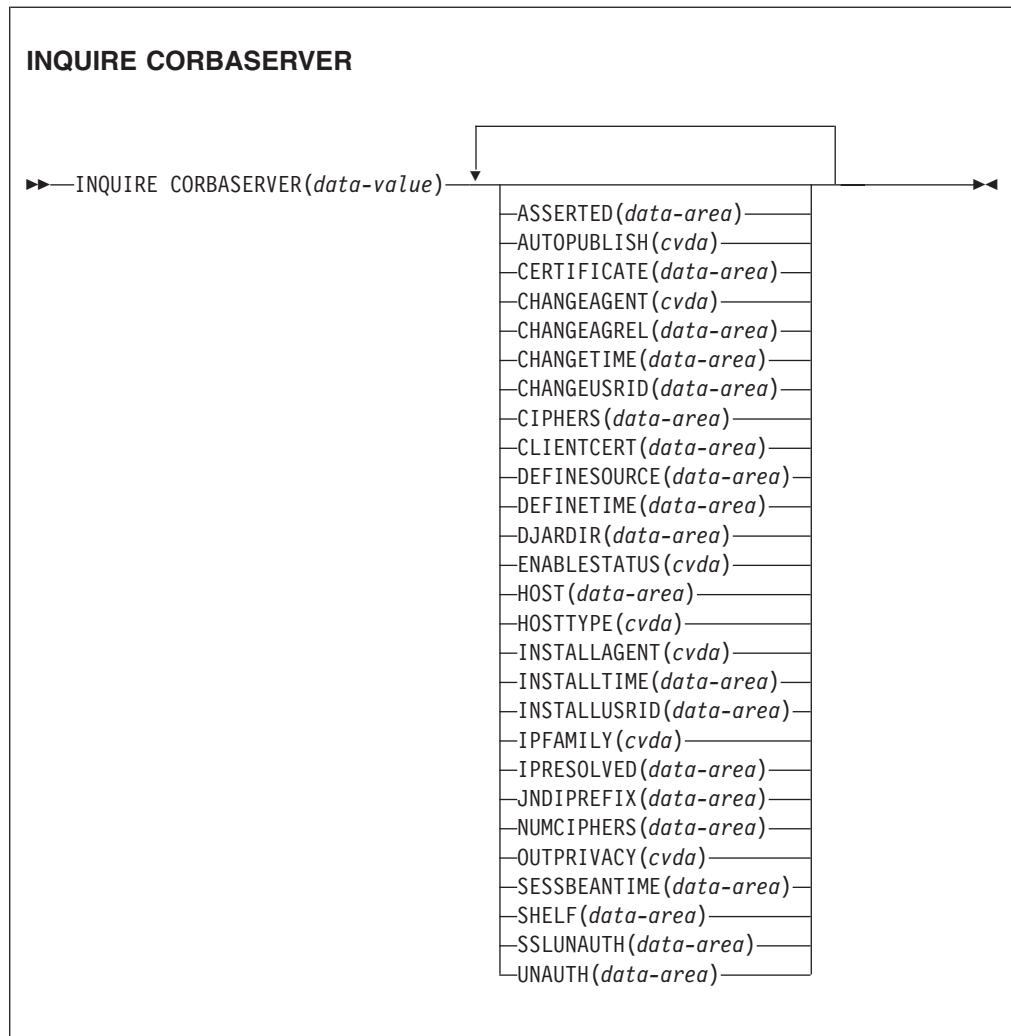 INQUIRE CORBASERVER
INQUIRE CORBASERVER(data-value)
ASSERTED(data-area)
AUTOPUBLISH(cvda)
CERTIFICATE(data-area)
CHANGEAGENT(cvda)
CHANGEAGREL(data-area)
CHANGETIME(data-area)
CHANGEUSRID(data-area)
CIPHERS(data-area)
CLIENTCERT(data-area)
DEFINESOURCE(data-area)
DEFINETIME(data-area)
DJARDIR(data-area)
ENABLESTATUS(cvda)
HOST(data-area)
HOSTTYPE(cvda)
INSTALLAGENT(cvda)
INSTALLTIME(data-area)
INSTALLUSRID(data-area)
IPFAMILY(cvda)
IPRESOLVED(data-area)
JNDIPREFIX(data-area)
NUMCIPHERS(data-area)
OUTPRIVACY(cvda)
SESSBEANTIME(data-area)
SHELF(data-area)
SSLUNAUTH(data-area)
UNAUTH(data-area)